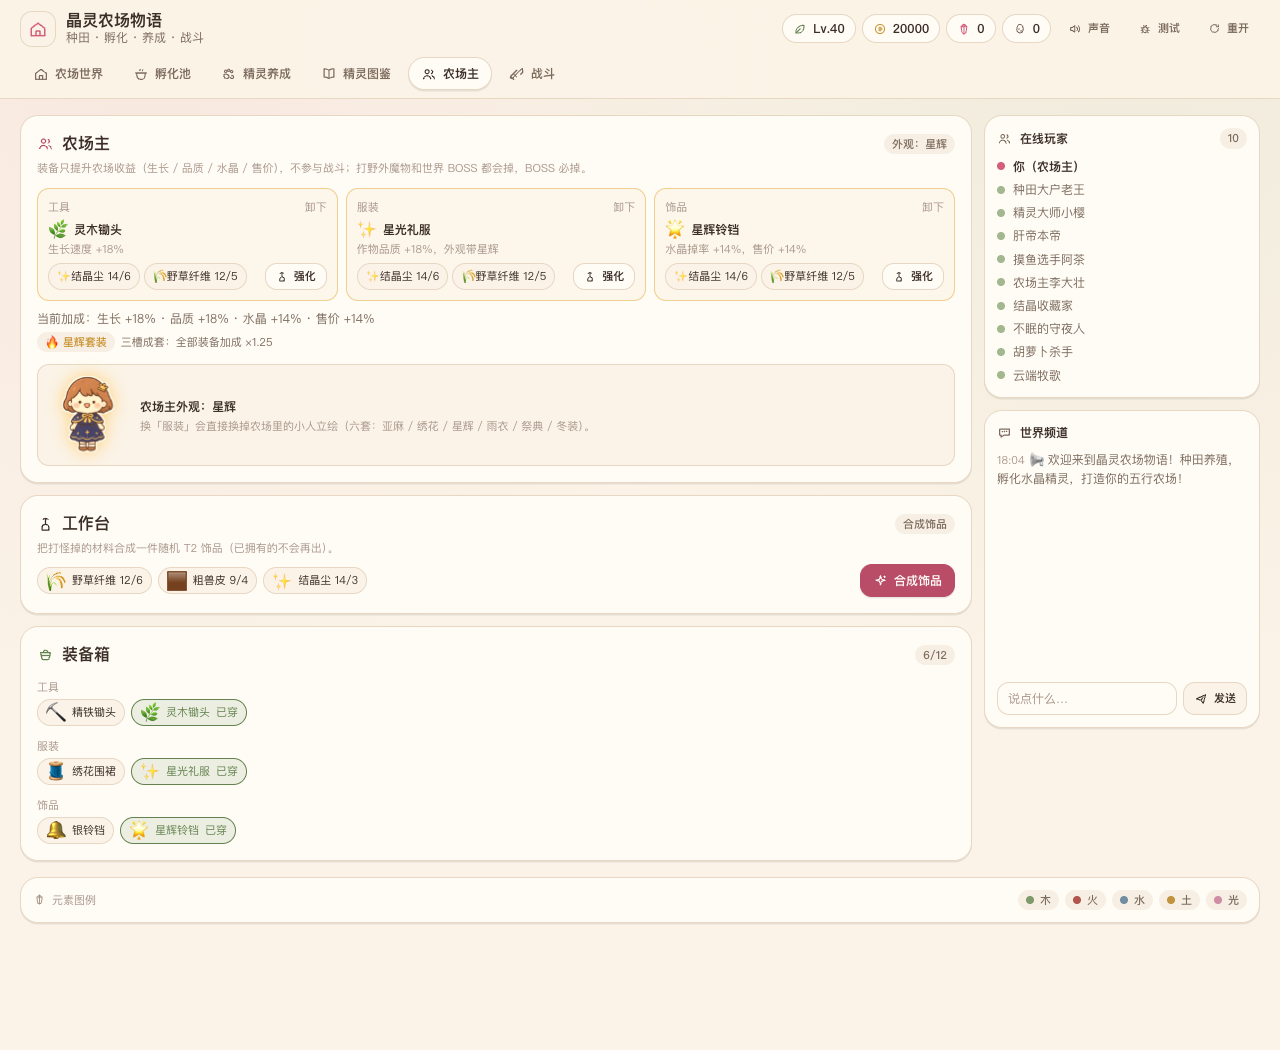 晶灵农场物语
种田 · 孵化 · 养成 · 战斗
Lv.40
20000
0
0
声音
测试
重开
农场世界
孵化池
精灵养成
精灵图鉴
农场主
战斗
农场主
外观：星辉
装备只提升农场收益（生长 / 品质 / 水晶 / 售价），不参与战斗；打野外魔物和世界 BOSS 都会掉，BOSS 必掉。
工具
卸下
灵木锄头
生长速度 +18%
结晶尘 14/6
野草纤维 12/5
强化
服装
卸下
星光礼服
作物品质 +18%，外观带星辉
结晶尘 14/6
野草纤维 12/5
强化
饰品
卸下
星辉铃铛
水晶掉率 +14%，售价 +14%
结晶尘 14/6
野草纤维 12/5
强化
当前加成：生长 +18% · 品质 +18% · 水晶 +14% · 售价 +14%
星辉套装
三槽成套：全部装备加成 ×1.25
农场主外观：星辉
换「服装」会直接换掉农场里的小人立绘（六套：亚麻 / 绣花 / 星辉 / 雨衣 / 祭典 / 冬装）。
工作台
合成饰品
把打怪掉的材料合成一件随机 T2 饰品（已拥有的不会再出）。
野草纤维 12/6
粗兽皮 9/4
结晶尘 14/3
合成饰品
装备箱
6/12
工具
精铁锄头
灵木锄头 已穿
服装
绣花围裙
星光礼服 已穿
饰品
银铃铛
星辉铃铛 已穿
在线玩家
10
你（农场主）
种田大户老王
精灵大师小樱
肝帝本帝
摸鱼选手阿茶
农场主李大壮
结晶收藏家
不眠的守夜人
胡萝卜杀手
云端牧歌
世界频道
18:04 欢迎来到晶灵农场物语！种田养殖，
孵化水晶精灵，打造你的五行农场！
说点什么…
发送
元素图例
木
火
水
土
光